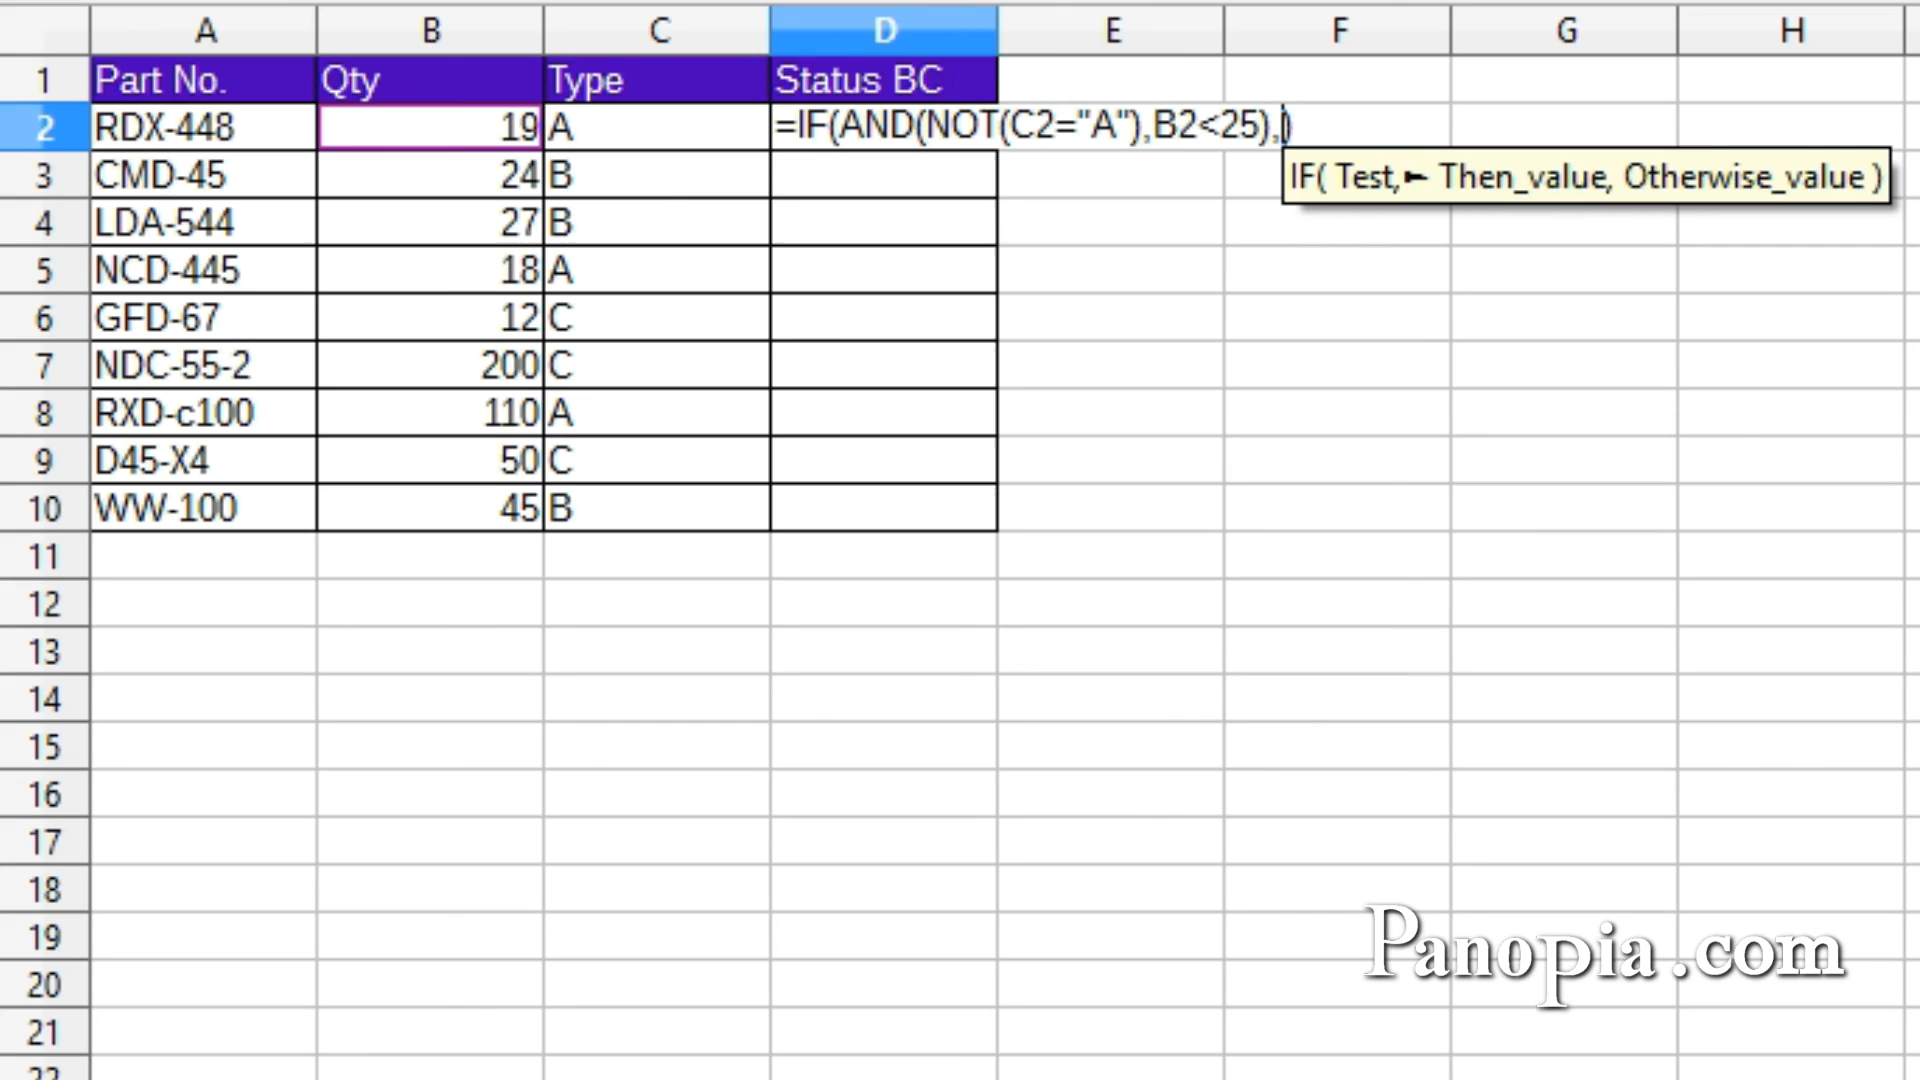 A B C D E F G H
1 Part No. Qty Type Status BC
2 RDX-448 19 A =IF(AND(NOT(C2="A"),B2<25),)
IF( Test, Then_value, Otherwise_value )
3 CMD-45 24 B
4 LDA-544 27 B
5 NCD-445 18 A
6 GFD-67 12 C
7 NDC-55-2 200 C
8 RXD-c100 110 A
9 D45-X4 50 C
10 WW-100 45 B
11
12
13
14
15
16
17
18
19
20
21
22
Panopia.com